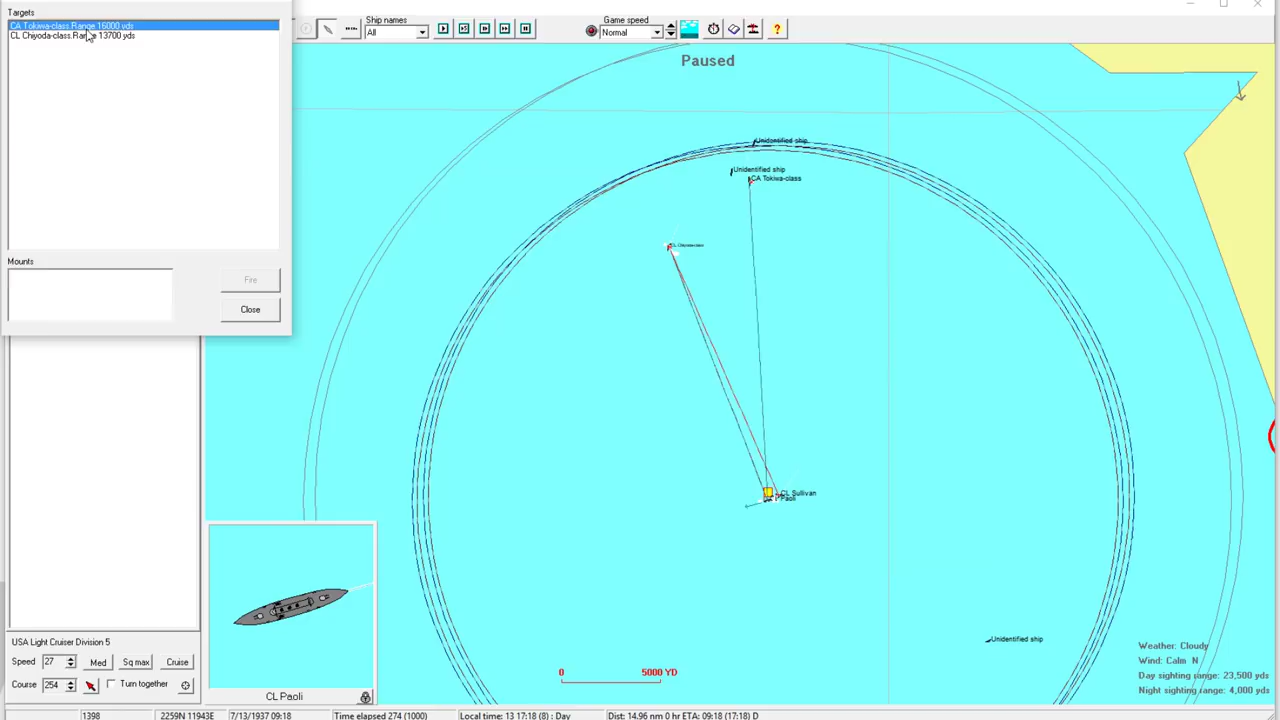 Targets
CA Tokiwa-class Range 16000 yds
CL Chiyoda-class Range 13700 yds
Mounts
Fire
Close
Ship names
All
Game speed
Normal
?
Paused
Unidentified ship
Unidentified ship
CA Tokiwa-class
CL Chiyoda-class
CL Sullivan
Paoli
Unidentified ship
0 5000 YD
Weather: Cloudy
Wind: Calm N
Day sighting range: 23,500 yds
Night sighting range: 4,000 yds
USA Light Cruiser Division 5
Speed 27 Med Sq max Cruise
Course 254 Turn together
CL Paoli
1398 2259N 11943E 7/13/1937 09:18 Time elapsed 274 (1000) Local time: 13 17:18 (8) : Day Dist: 14.96 nm 0 hr ETA: 09:18 (17:18) D